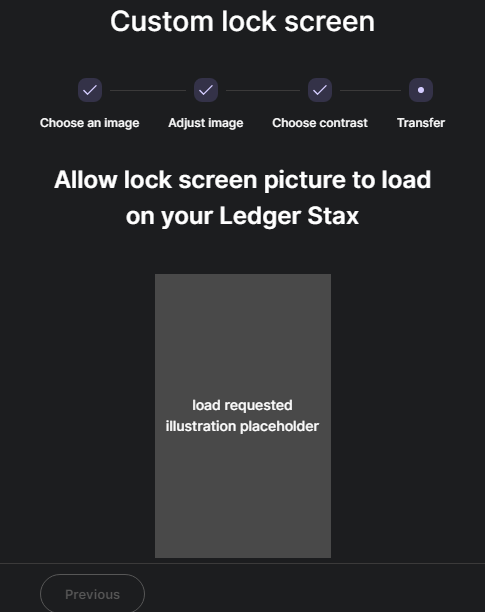 Custom lock screen
Choose an image
Adjust image
Choose contrast
Transfer
Allow lock screen picture to load
on your Ledger Stax
load requested
illustration placeholder
Previous